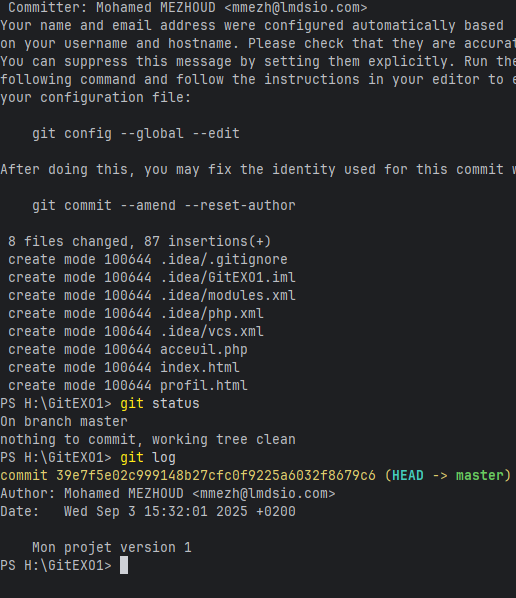 Committer: Mohamed MEZHOUD <mmezh@lmdsio.com>
Your name and email address were configured automatically based
on your username and hostname. Please check that they are accurat
You can suppress this message by setting them explicitly. Run the
following command and follow the instructions in your editor to e
your configuration file:
git config --global --edit
After doing this, you may fix the identity used for this commit w
git commit --amend --reset-author
8 files changed, 87 insertions(+)
create mode 100644 .idea/.gitignore
create mode 100644 .idea/GitEXO1.iml
create mode 100644 .idea/modules.xml
create mode 100644 .idea/php.xml
create mode 100644 .idea/vcs.xml
create mode 100644 acceuil.php
create mode 100644 index.html
create mode 100644 profil.html
PS H:\GitEXO1> git status
On branch master
nothing to commit, working tree clean
PS H:\GitEXO1> git log
commit 39e7f5e02c999148b27cfc0f9225a6032f8679c6 (HEAD -> master)
Author: Mohamed MEZHOUD <mmezh@lmdsio.com>
Date:   Wed Sep 3 15:32:01 2025 +0200
Mon projet version 1
PS H:\GitEXO1>